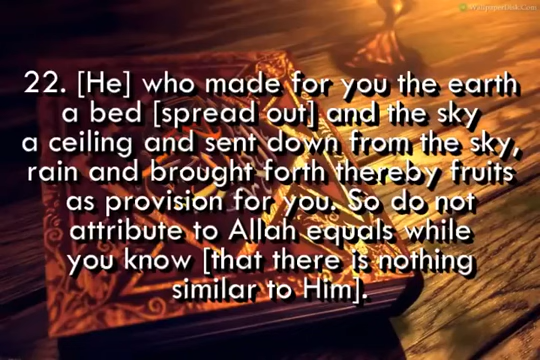 WallpapersDisk.Com
22. [He] who made for you the earth
a bed [spread out] and the sky
a ceiling and sent down from the sky,
rain and brought forth thereby fruits
as provision for you. So do not
attribute to Allah equals while
you know [that there is nothing
similar to Him].